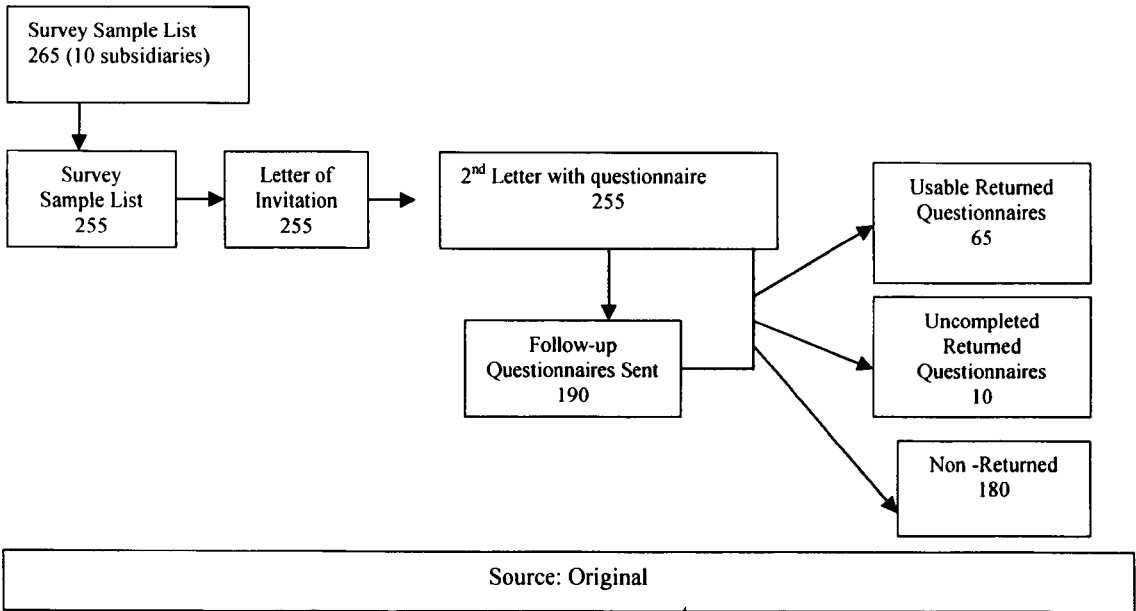 Survey Sample List
265 (10 subsidiaries)
Survey
Sample List
255
Letter of
Invitation
255
2nd Letter with questionnaire
255
Follow-up
Questionnaires Sent
190
Usable Returned
Questionnaires
65
Uncompleted
Returned
Questionnaires
10
Non -Returned
180
Source: Original